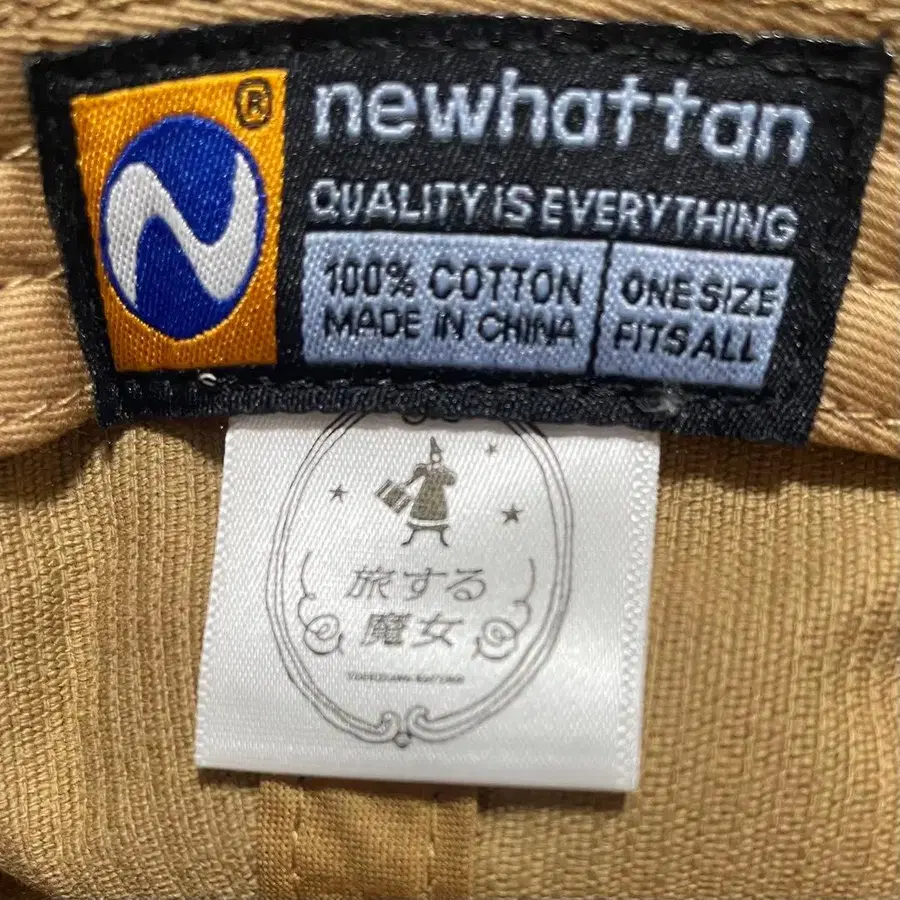 ®
newhattan
QUALITY IS EVERYTHING
100% COTTON
MADE IN CHINA
ONE SIZE
FITS ALL
旅する
魔女